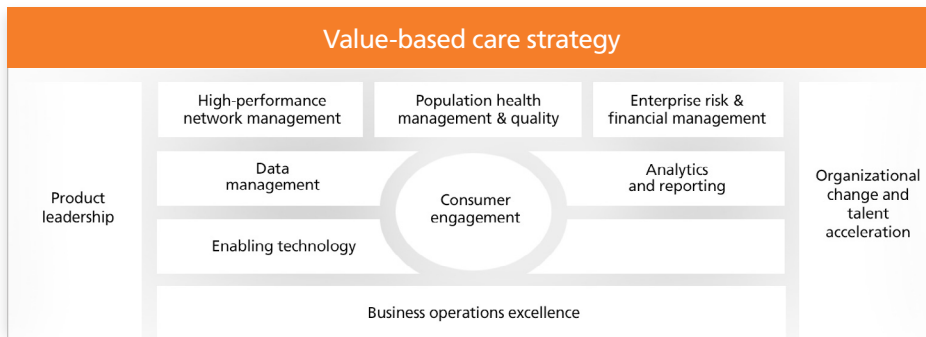 Value-based care strategy
High-performance
network management
Population health
management & quality
Enterprise risk &
financial management
Product
leadership
Data
management
Consumer
engagement
Analytics
and reporting
Organizational
change and
talent
acceleration
Enabling technology
Business operations excellence